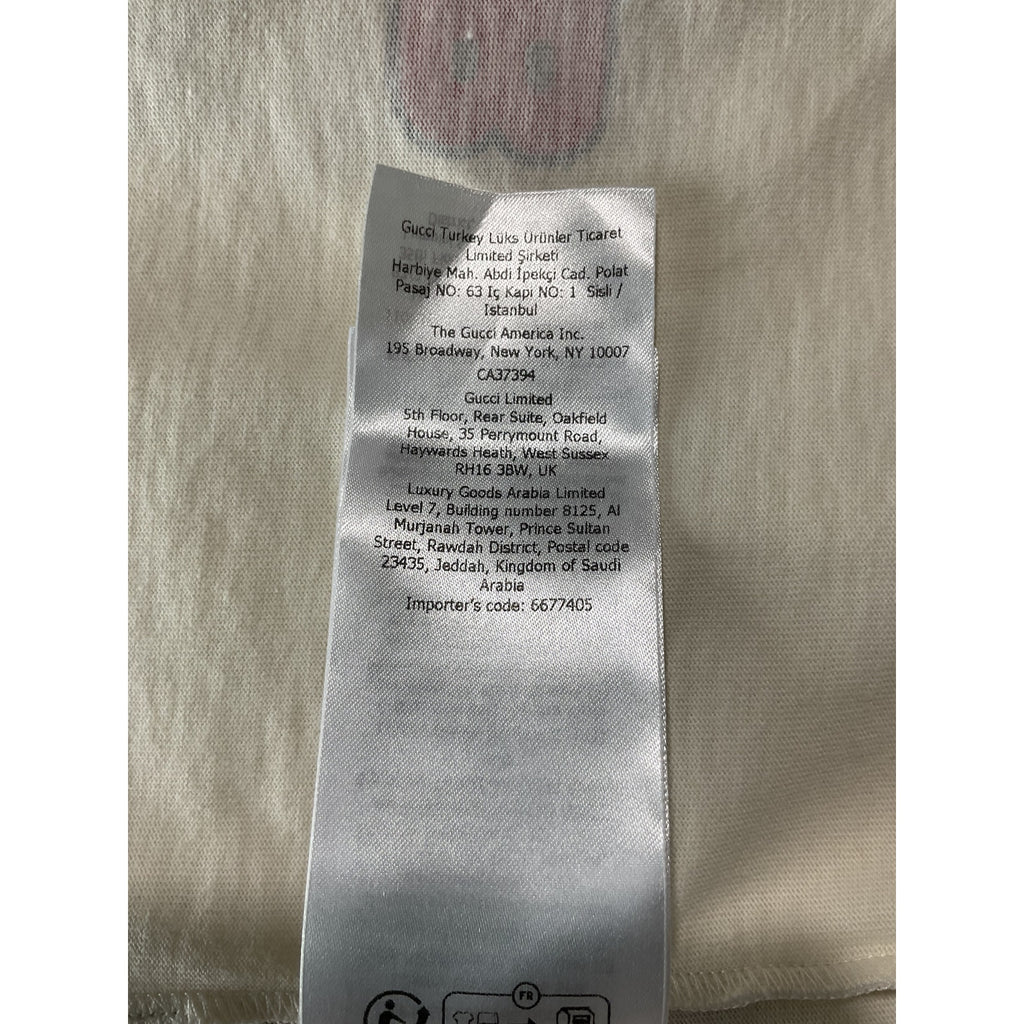 Gucci Turkey Lüks Ürünler Ticaret
Limited Şirketi
Harbiye Mah. Abdi İpekçi Cad. Polat
Pasaj NO: 63 Iç Kapi NO: 1 Sisli /
Istanbul
The Gucci America Inc.
195 Broadway, New York, NY 10007
CA37394
Gucci Limited
5th Floor, Rear Suite, Oakfield
House, 35 Perrymount Road,
Haywards Heath, West Sussex
RH16 3BW, UK
Luxury Goods Arabia Limited
Level 7, Building number 8125, Al
Murjanah Tower, Prince Sultan
Street, Rawdah District, Postal code
23435, Jeddah, Kingdom of Saudi
Arabia
Importer's code: 6677405
FR